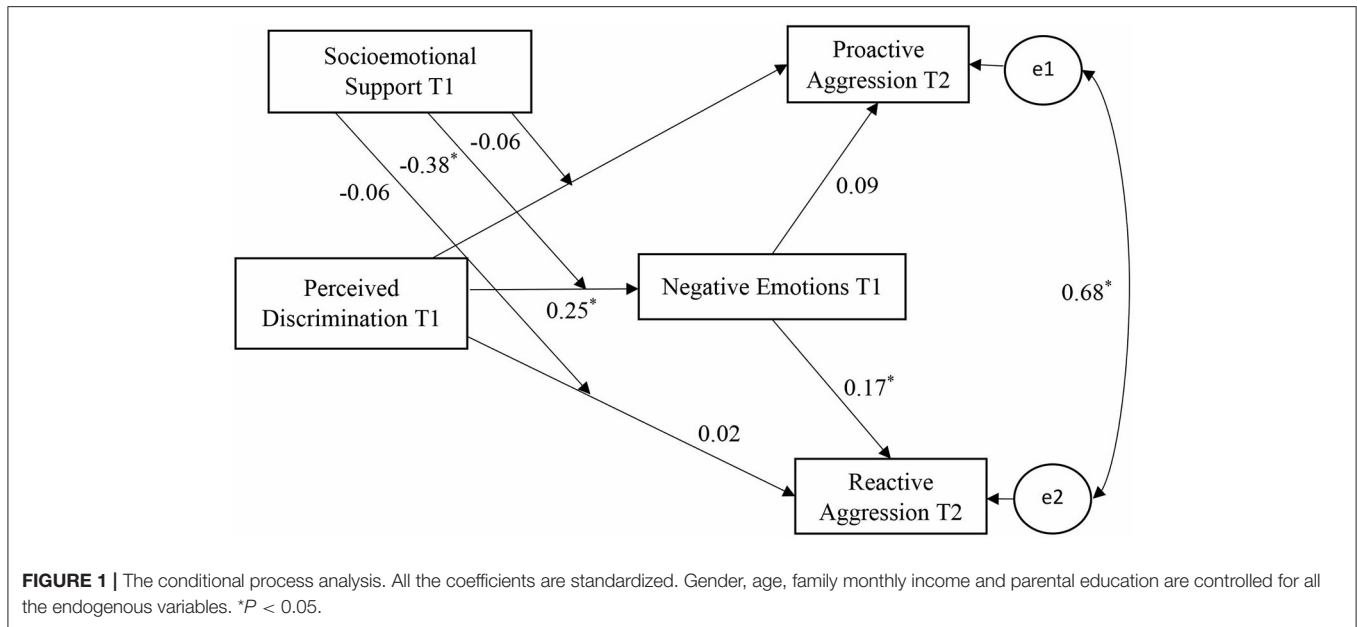 Socioemotional
Support T1
Proactive
Aggression T2
e1
-0.06
-0.38*
-0.06
0.09
Perceived
Discrimination T1
0.25*
Negative Emotions T1
0.68*
0.17*
0.02
Reactive
Aggression T2
e2
FIGURE 1 | The conditional process analysis. All the coefficients are standardized. Gender, age, family monthly income and parental education are controlled for all
the endogenous variables. *P < 0.05.